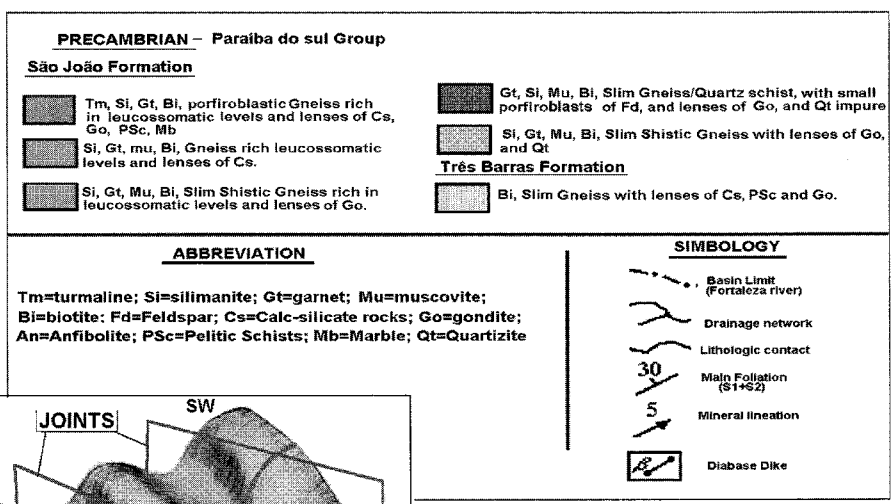 PRECAMBRIAN – Paraíba do sul Group
São João Formation
Tm, Si, Gt, Bi, porfiroblastic Gneiss rich
in leucossomatic levels and lenses of Cs,
Go, PSc, Mb
Si, Gt, mu, Bi, Gneiss rich leucossomatic
levels and lenses of Cs.
Si, Gt, Mu, Bi, Slim Shistic Gneiss rich in
leucossomatic levels and lenses of Go.
Gt, Si, Mu, Bi, Slim Gneiss/Quartz schist, with small
porfiroblasts of Fd, and lenses of Go, and Qt impure
Si, Gt, Mu, Bi, Slim Shistic Gneiss with lenses of Go,
and Qt
Três Barras Formation
Bi, Slim Gneiss with lenses of Cs, PSc and Go.
ABBREVIATION
Tm=turmaline; Si=silimanite; Gt=garnet; Mu=muscovite;
Bi=biotite; Fd=Feldspar; Cs=Calc-silicate rocks; Go=gondite;
An=Anfibolite; PSc=Pelitic Schists; Mb=Marble; Qt=Quartizite
SIMBOLOGY
Basin Limit
(Fortaleza river)
Drainage network
Lithologic contact
30
Main Foliation
(S1+S2)
5
Mineral lineation
Diabase Dike
JOINTS
SW